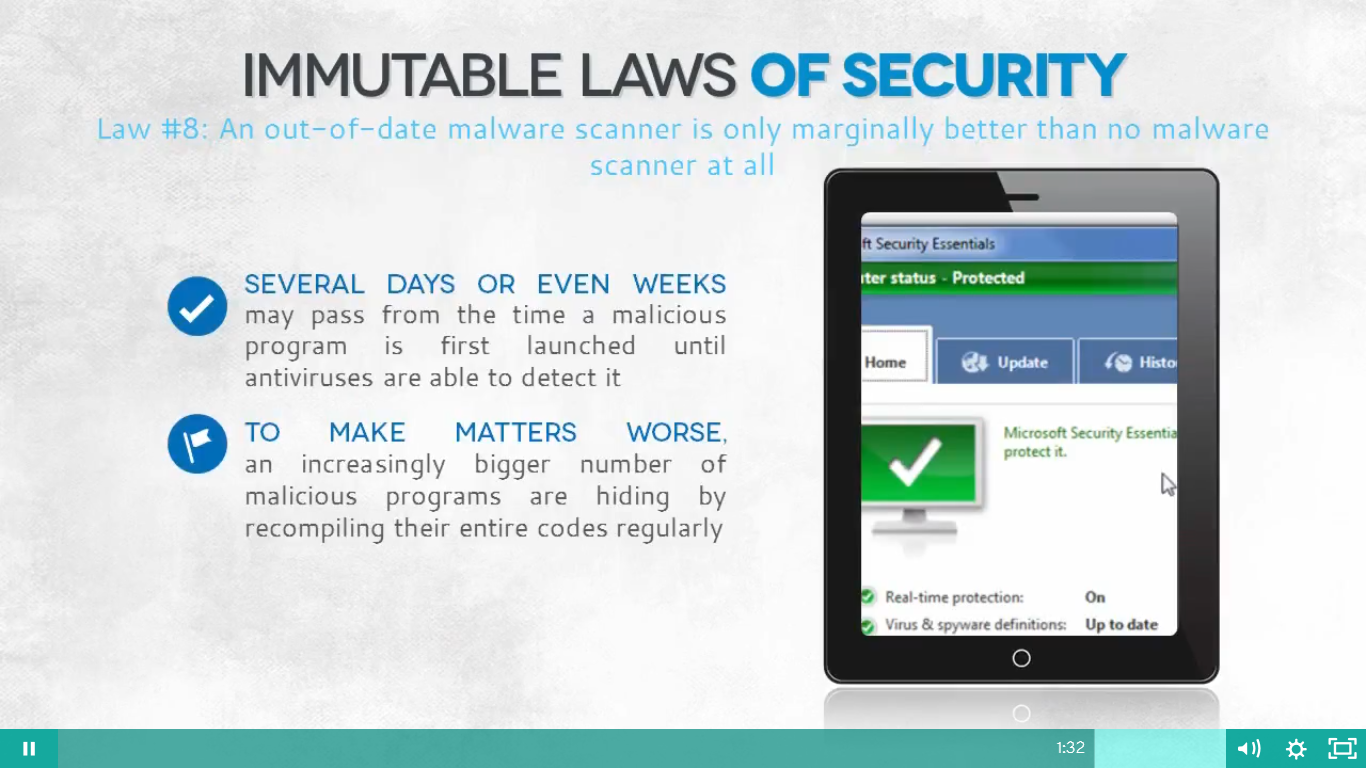 IMMUTABLE LAWS OF SECURITY
Law #8: An out-of-date malware scanner is only marginally better than no malware
scanner at all
SEVERAL DAYS OR EVEN WEEKS
may pass from the time a malicious
program is first launched until
antiviruses are able to detect it
TO MAKE MATTERS WORSE,
an increasingly bigger number of
malicious programs are hiding by
recompiling their entire codes regularly
ft Security Essentials
ter status - Protected
Home Update Histo
Microsoft Security Essentia
protect it.
Real-time protection: On
Virus & spyware definitions: Up to date
1:32